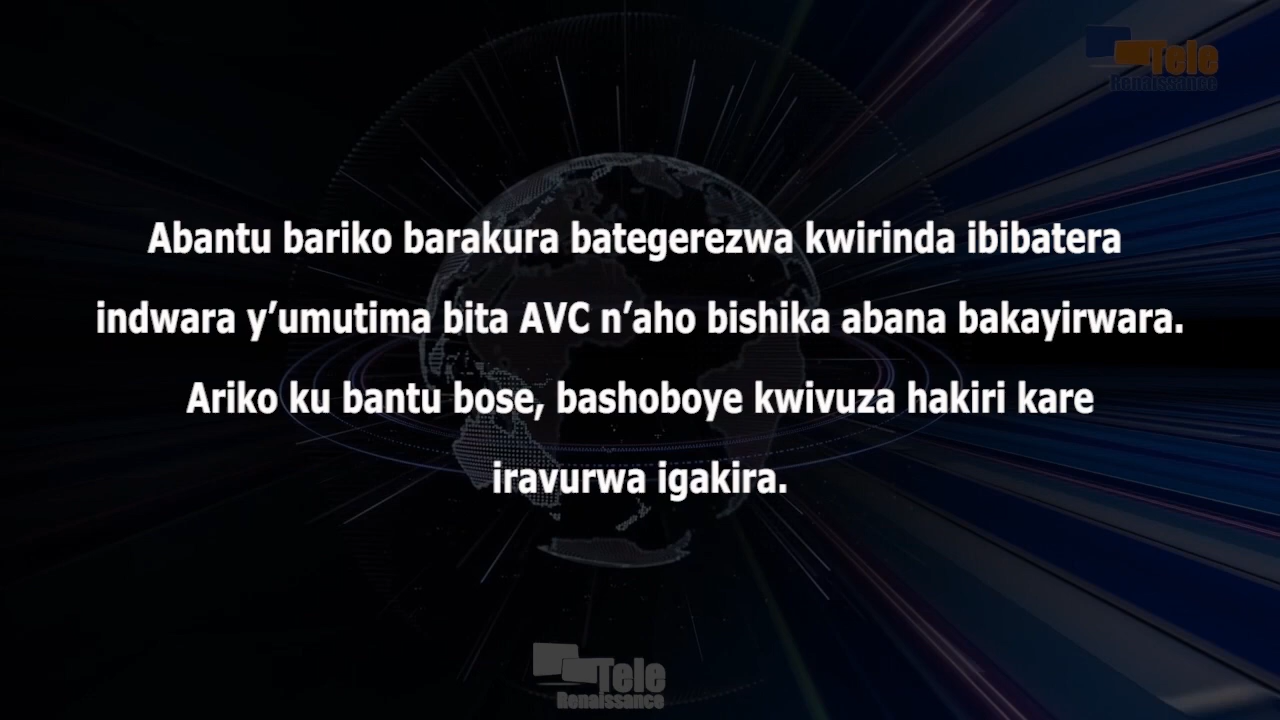 Tele
Renaissance
Abantu bariko barakura bategerezwa kwirinda ibibatera
indwara y’umutima bita AVC n’aho bishika abana bakayirwara.
Ariko ku bantu bose, bashoboye kwivuza hakiri kare
iravurwa igakira.
Tele
Renaissance